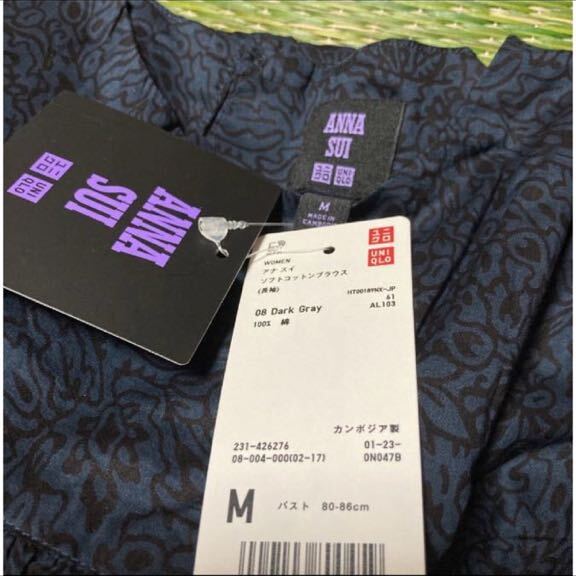 ANNA
SUI
ユニ
クロ
UNI
QLO
M
MADE IN
ANNA
SUI
ユニ
クロ
UNI
QLO
WOMEN
アナ スイ
ソフトコットンブラウス
(長袖)
ユニ
クロ
UNI
QLO
HT00189NX-JP
61
08 Dark Gray
AL103
100% 綿
カンボジア製
231-426276
01-23-
08-004-000(02-17)
0N047B
M
バスト 80-86cm